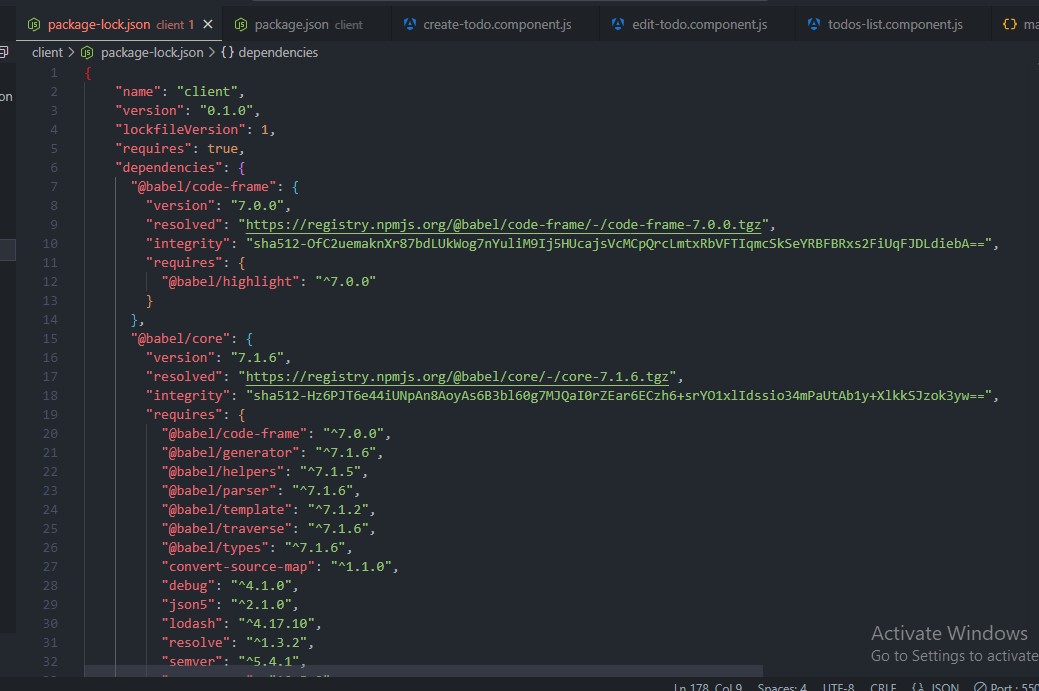 package-lock.json client 1 package.json client create-todo.component.js edit-todo.component.js todos-list.component.js
client > package-lock.json > {} dependencies
on
1 {
2 "name": "client",
3 "version": "0.1.0",
4 "lockfileVersion": 1,
5 "requires": true,
6 "dependencies": {
7 "@babel/code-frame": {
8 "version": "7.0.0",
9 "resolved": "https://registry.npmjs.org/@babel/code-frame/-/code-frame-7.0.0.tgz",
10 "integrity": "sha512-OfC2uemaknXr87bdLUkWog7nYuliM9Ij5HUcajsVcMCpQrcLmtxRbVFTIqmcSkSeYRBFBRxs2FiUqFJDLdiebA==",
11 "requires": {
12 "@babel/highlight": "^7.0.0"
13 }
14 },
15 "@babel/core": {
16 "version": "7.1.6",
17 "resolved": "https://registry.npmjs.org/@babel/core/-/core-7.1.6.tgz",
18 "integrity": "sha512-Hz6PJT6e44iUNpAn8AoyAs6B3bl60g7MJQaI0rZEar6ECzh6+srYO1xlIdssio34mPaUtAb1y+XlkkSJzok3yw==",
19 "requires": {
20 "@babel/code-frame": "^7.0.0",
21 "@babel/generator": "^7.1.6",
22 "@babel/helpers": "^7.1.5",
23 "@babel/parser": "^7.1.6",
24 "@babel/template": "^7.1.2",
25 "@babel/traverse": "^7.1.6",
26 "@babel/types": "^7.1.6",
27 "convert-source-map": "^1.1.0",
28 "debug": "^4.1.0",
29 "json5": "^2.1.0",
30 "lodash": "^4.17.10",
31 "resolve": "^1.3.2",
32 "semver": "^5.4.1",
Activate Windows
Go to Settings to activate
Ln 178, Col 9 Spaces: 4 UTF-8 CRLF {} JSON Port : 550